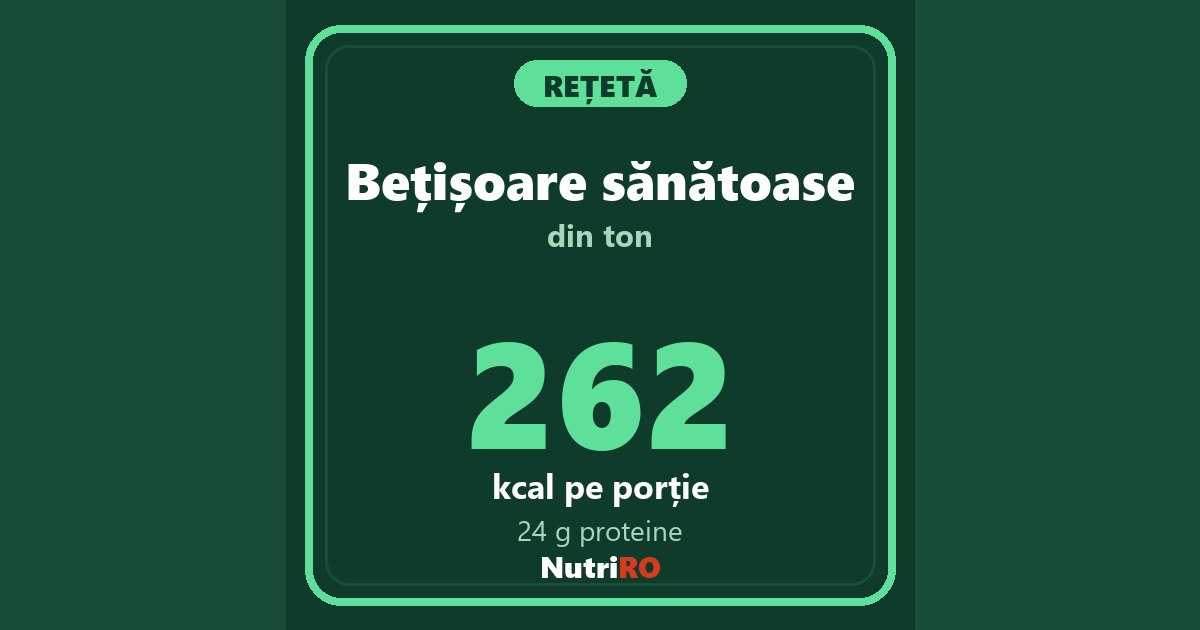 REȚETĂ
Bețișoare sănătoase
din ton
262
kcal pe porție
24 g proteine
NutriRO